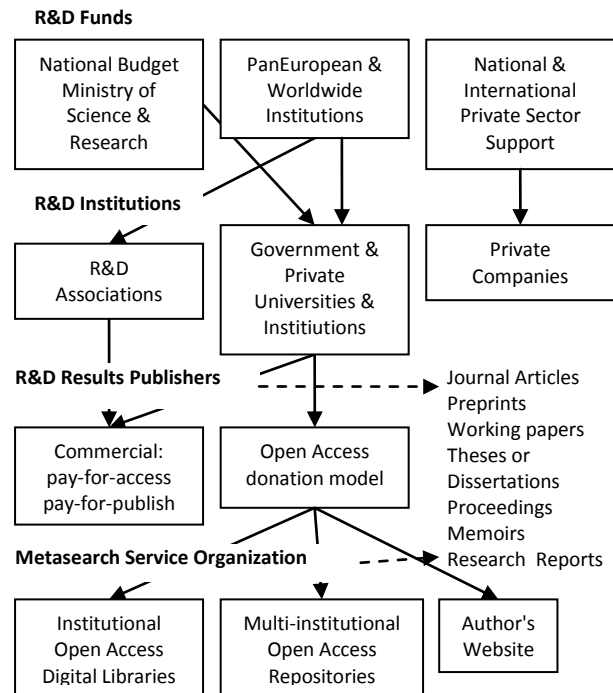 R&D Funds
National Budget
Ministry of
Science &
Research
PanEuropean &
Worldwide
Institutions
National &
International
Private Sector
Support
R&D Institutions
R&D
Associations
Government &
Private
Universities &
Institiutions
Private
Companies
R&D Results Publishers
Journal Articles
Preprints
Working papers
Theses or
Dissertations
Proceedings
Memoirs
Research Reports
Commercial:
pay-for-access
pay-for-publish
Open Access
donation model
Metasearch Service Organization
Institutional
Open Access
Digital Libraries
Multi-institutional
Open Access
Repositories
Author's
Website